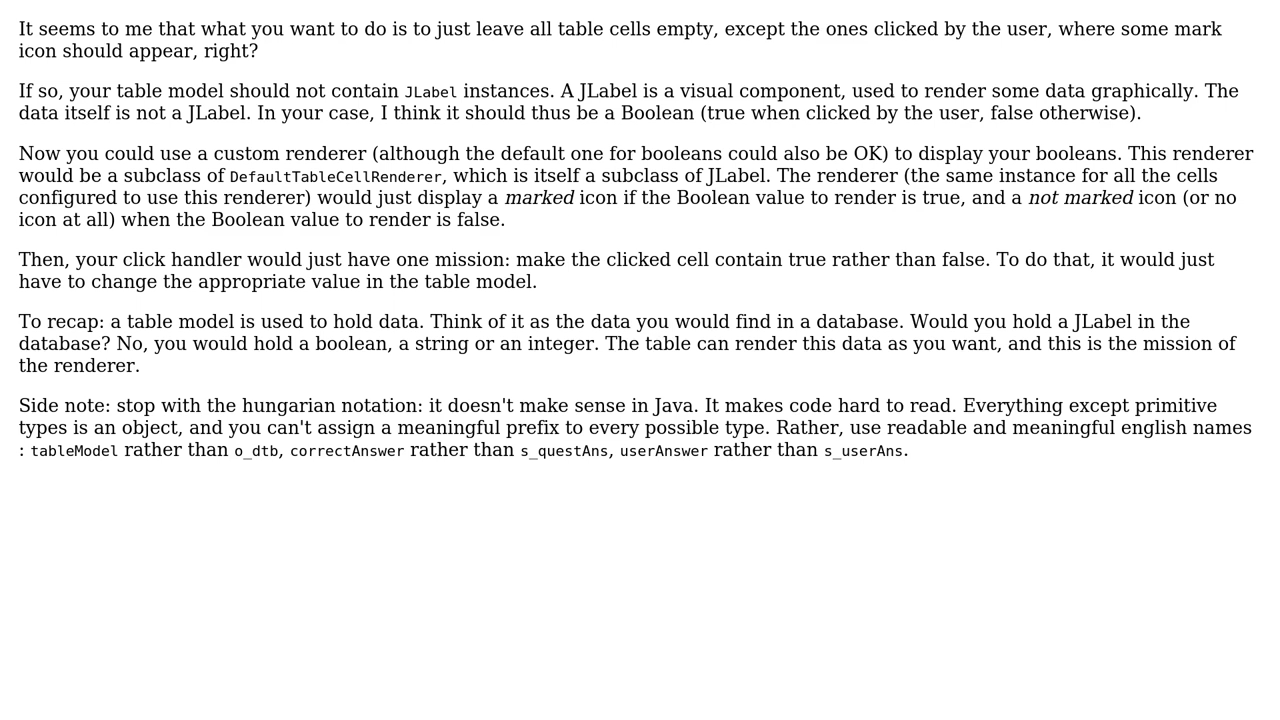 It seems to me that what you want to do is to just leave all table cells empty, except the ones clicked by the user, where some mark
icon should appear, right?
If so, your table model should not contain JLabel instances. A JLabel is a visual component, used to render some data graphically. The
data itself is not a JLabel. In your case, I think it should thus be a Boolean (true when clicked by the user, false otherwise).
Now you could use a custom renderer (although the default one for booleans could also be OK) to display your booleans. This renderer
would be a subclass of DefaultTableCellRenderer, which is itself a subclass of JLabel. The renderer (the same instance for all the cells
configured to use this renderer) would just display a marked icon if the Boolean value to render is true, and a not marked icon (or no
icon at all) when the Boolean value to render is false.
Then, your click handler would just have one mission: make the clicked cell contain true rather than false. To do that, it would just
have to change the appropriate value in the table model.
To recap: a table model is used to hold data. Think of it as the data you would find in a database. Would you hold a JLabel in the
database? No, you would hold a boolean, a string or an integer. The table can render this data as you want, and this is the mission of
the renderer.
Side note: stop with the hungarian notation: it doesn't make sense in Java. It makes code hard to read. Everything except primitive
types is an object, and you can't assign a meaningful prefix to every possible type. Rather, use readable and meaningful english names
: tableModel rather than o_dtb, correctAnswer rather than s_questAns, userAnswer rather than s_userAns.